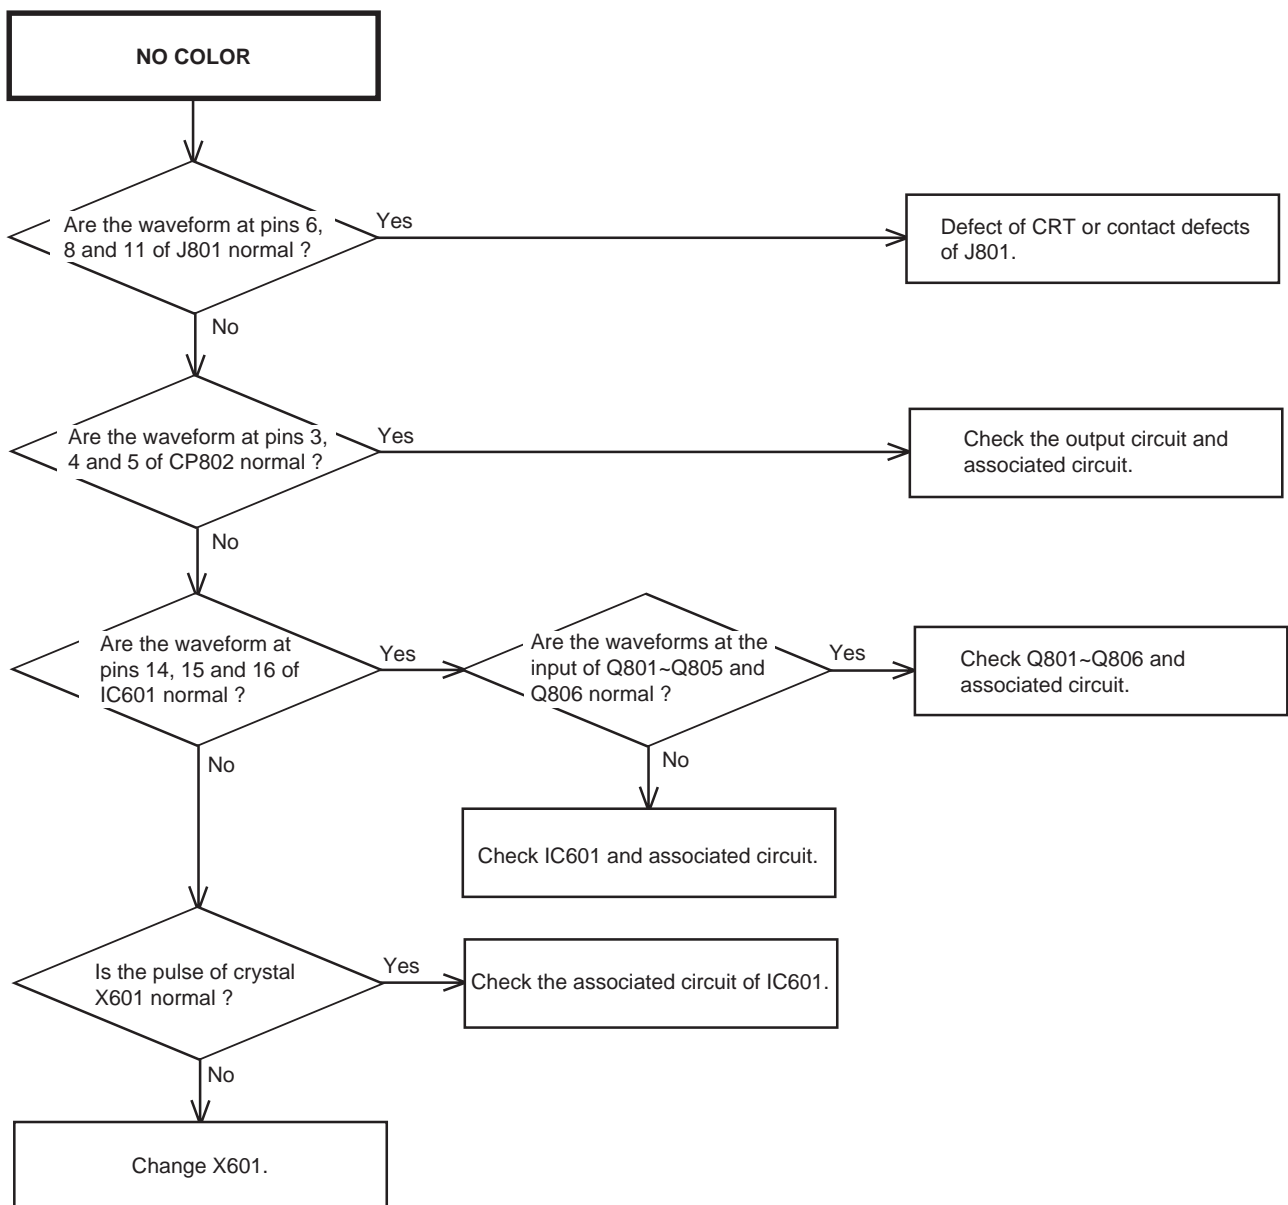 NO COLOR
Are the waveform at pins 6,
8 and 11 of J801 normal ?
Yes
Defect of CRT or contact defects
of J801.
No
Are the waveform at pins 3,
4 and 5 of CP802 normal ?
Yes
Check the output circuit and
associated circuit.
No
Are the waveform at
pins 14, 15 and 16 of
IC601 normal ?
Yes
Are the waveforms at the
input of Q801~Q805 and
Q806 normal ?
Yes
Check Q801~Q806 and
associated circuit.
No
No
Check IC601 and associated circuit.
Is the pulse of crystal
X601 normal ?
Yes
Check the associated circuit of IC601.
No
Change X601.